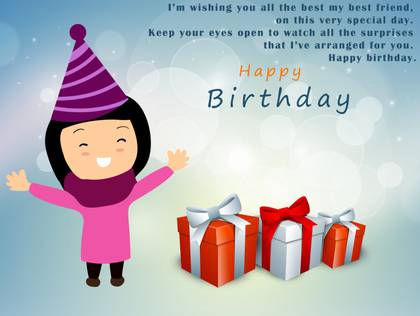 I'm wishing you all the best my best friend,
on this very special day.
Keep your eyes open to watch all the surprises
that I've arranged for you.
Happy birthday.
Happy
Birthday